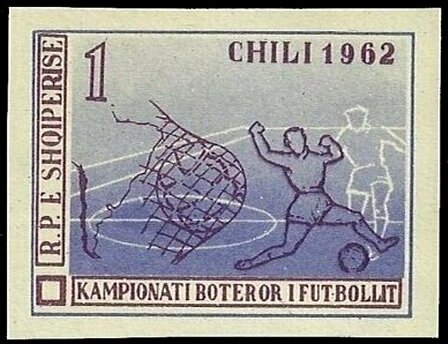 1
CHILI 1962
R.P. E SHQIPERISE
KAMPIONATI BOTEROR I FUT-BOLLIT